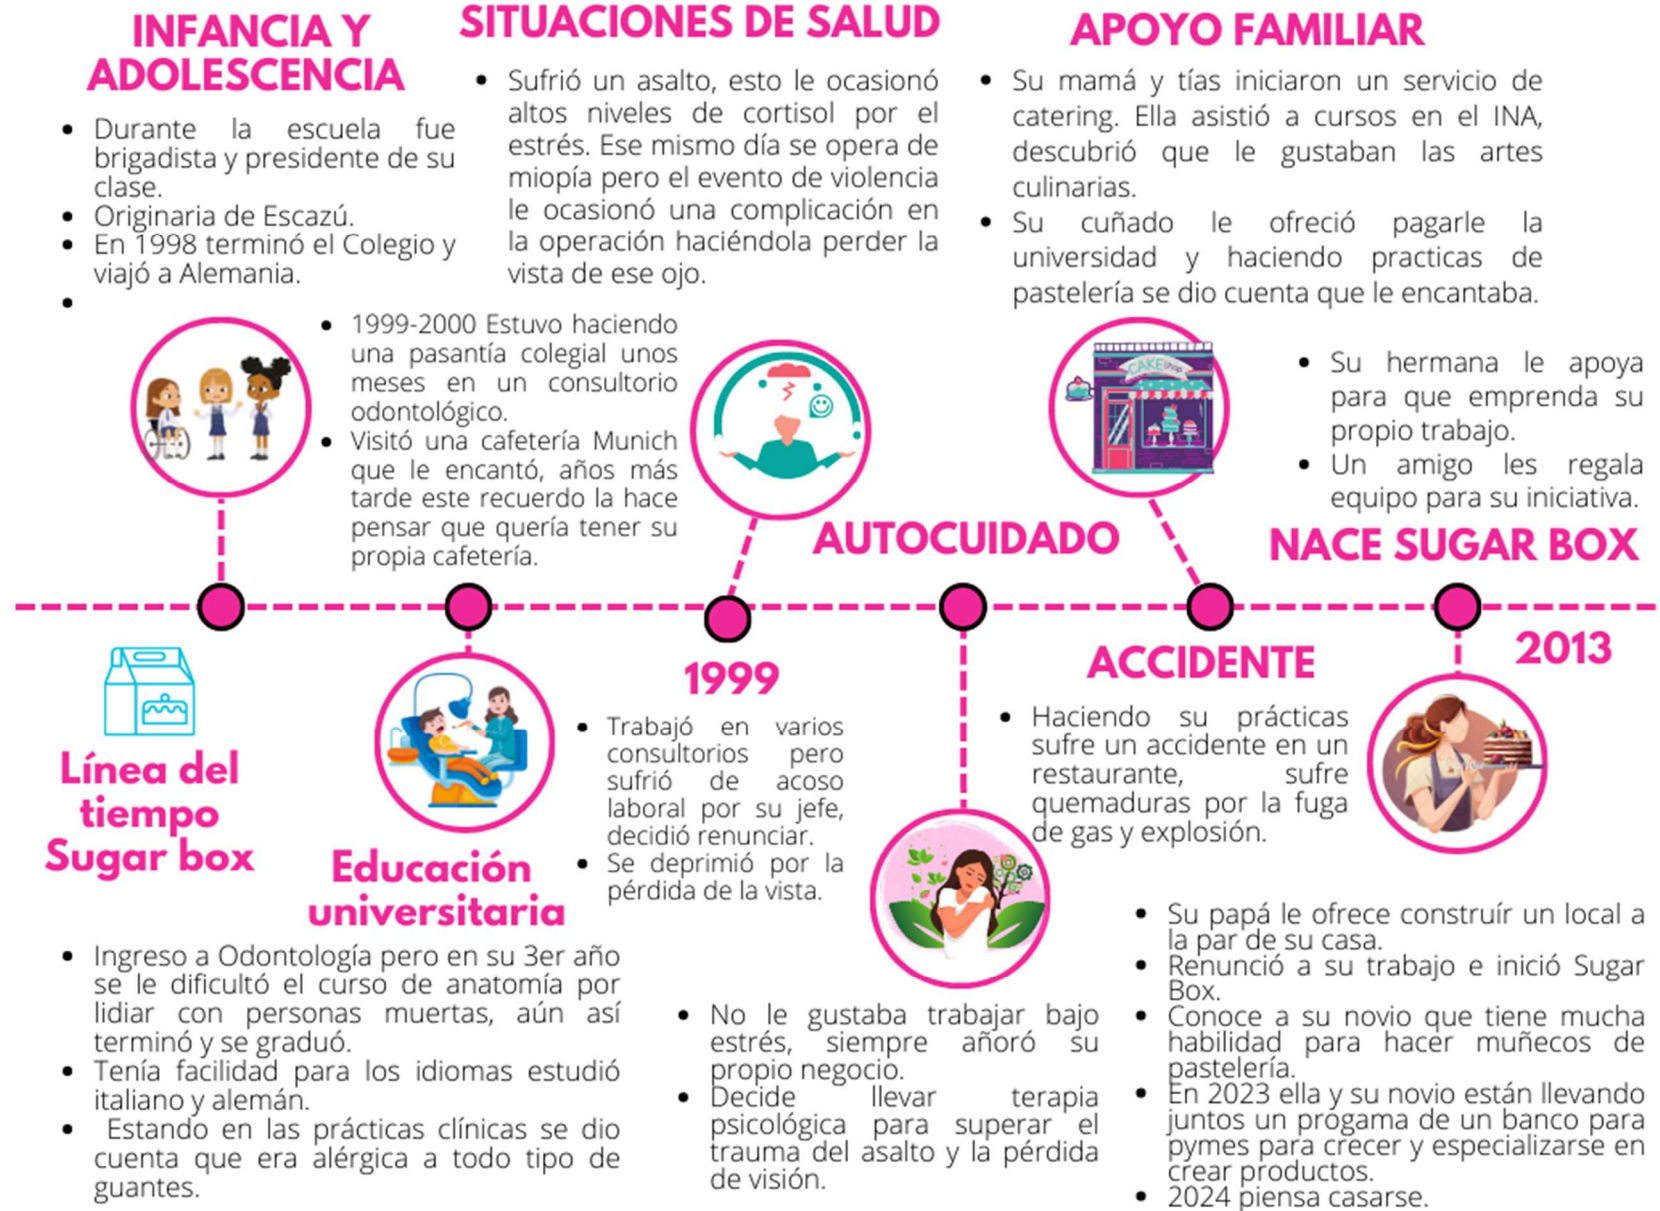 INFANCIA Y
ADOLESCENCIA
Durante la escuela fue
brigadista y presidente de su
clase.
Originaria de Escazú.
En 1998 terminó el Colegio y
viajó a Alemania.
SITUACIONES DE SALUD
Sufrió un asalto, esto le ocasionó
altos niveles de cortisol por el
estrés. Ese mismo día se opera de
miopía pero el evento de violencia
le ocasionó una complicación en
la operación haciéndola perder la
vista de ese ojo.
APOYO FAMILIAR
Su mamá y tías iniciaron un servicio de
catering. Ella asistió a cursos en el INA,
descubrió que le gustaban las artes
culinarias.
Su cuñado le ofreció pagarle la
universidad y haciendo practicas de
pastelería se dio cuenta que le encantaba.
1999-2000 Estuvo haciendo
una pasantía colegial unos
meses en un consultorio
odontológico.
Visitó una cafetería Munich
que le encantó, años más
tarde este recuerdo la hace
pensar que quería tener su
propia cafetería.
CAKE shop
Su hermana le apoya
para que emprenda su
propio trabajo.
Un amigo les regala
equipo para su iniciativa.
AUTOCUIDADO
NACE SUGAR BOX
2013
Línea del
tiempo
Sugar box
Educación
universitaria
Ingreso a Odontología pero en su 3er año
se le dificultó el curso de anatomía por
lidiar con personas muertas, aún así
terminó y se graduó.
Tenía facilidad para los idiomas estudió
italiano y alemán.
Estando en las prácticas clínicas se dio
cuenta que era alérgica a todo tipo de
guantes.
1999
Trabajó en varios
consultorios pero
sufrió de acoso
laboral por su jefe,
decidió renunciar.
Se deprimió por la
pérdida de la vista.
No le gustaba trabajar bajo
estrés, siempre añoró su
propio negocio.
Decide llevar terapia
psicológica para superar el
trauma del asalto y la pérdida
de visión.
ACCIDENTE
Haciendo su prácticas
sufre un accidente en un
restaurante, sufre
quemaduras por la fuga
de gas y explosión.
Su papá le ofrece construír un local a
la par de su casa.
Renunció a su trabajo e inició Sugar
Box.
Conoce a su novio que tiene mucha
habilidad para hacer muñecos de
pastelería.
En 2023 ella y su novio están llevando
juntos un progama de un banco para
pymes para crecer y especializarse en
crear productos.
2024 piensa casarse.